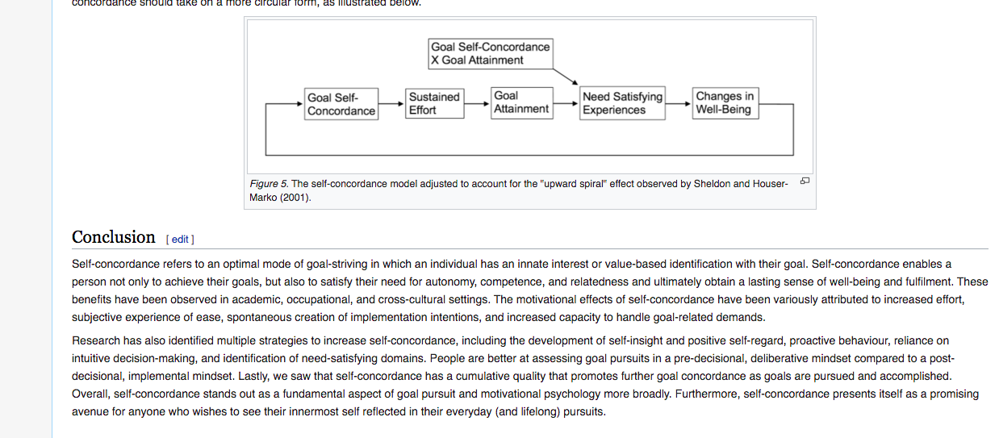 concordance should take on a more circular form, as illustrated below.
Goal Self-Concordance
X Goal Attainment
Goal Self-
Concordance
Sustained
Effort
Goal
Attainment
Need Satisfying
Experiences
Changes in
Well-Being
Figure 5. The self-concordance model adjusted to account for the "upward spiral" effect observed by Sheldon and Houser-
Marko (2001).
Conclusion [ edit ]
Self-concordance refers to an optimal mode of goal-striving in which an individual has an innate interest or value-based identification with their goal. Self-concordance enables a
person not only to achieve their goals, but also to satisfy their need for autonomy, competence, and relatedness and ultimately obtain a lasting sense of well-being and fulfilment. These
benefits have been observed in academic, occupational, and cross-cultural settings. The motivational effects of self-concordance have been variously attributed to increased effort,
subjective experience of ease, spontaneous creation of implementation intentions, and increased capacity to handle goal-related demands.
Research has also identified multiple strategies to increase self-concordance, including the development of self-insight and positive self-regard, proactive behaviour, reliance on
intuitive decision-making, and identification of need-satisfying domains. People are better at assessing goal pursuits in a pre-decisional, deliberative mindset compared to a post-
decisional, implemental mindset. Lastly, we saw that self-concordance has a cumulative quality that promotes further goal concordance as goals are pursued and accomplished.
Overall, self-concordance stands out as a fundamental aspect of goal pursuit and motivational psychology more broadly. Furthermore, self-concordance presents itself as a promising
avenue for anyone who wishes to see their innermost self reflected in their everyday (and lifelong) pursuits.